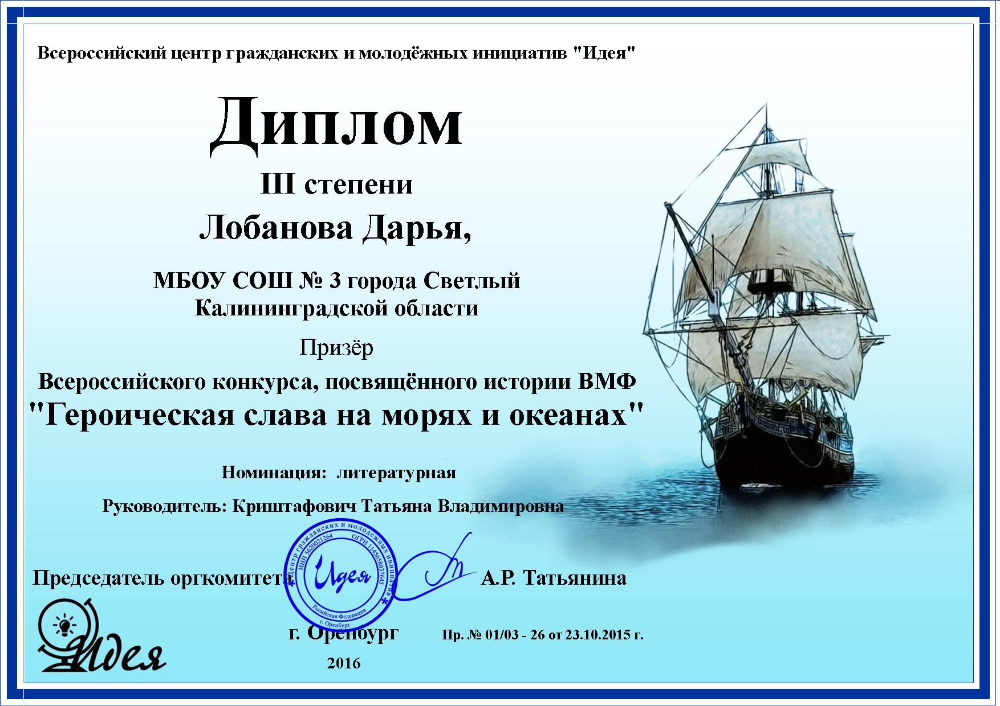 Всероссийский центр гражданских и молодёжных инициатив "Идея"
Диплом
III степени
Лобанова Дарья,
МБОУ СОШ № 3 города Светлый
Калининградской области
Призёр
Всероссийского конкурса, посвящённого истории ВМФ
"Героическая слава на морях и океанах"
Номинация: литературная
Руководитель: Криштафович Татьяна Владимировна
Центр гражданских и молодежных инициатив
ИНН 5620021264 ОГРН 1145658037645
Идея
Российская Федерация
г. Оренбург
Председатель оргкомитета
А.Р. Татьянина
Идея
г. Оренбург
Пр. № 01/03 - 26 от 23.10.2015 г.
2016